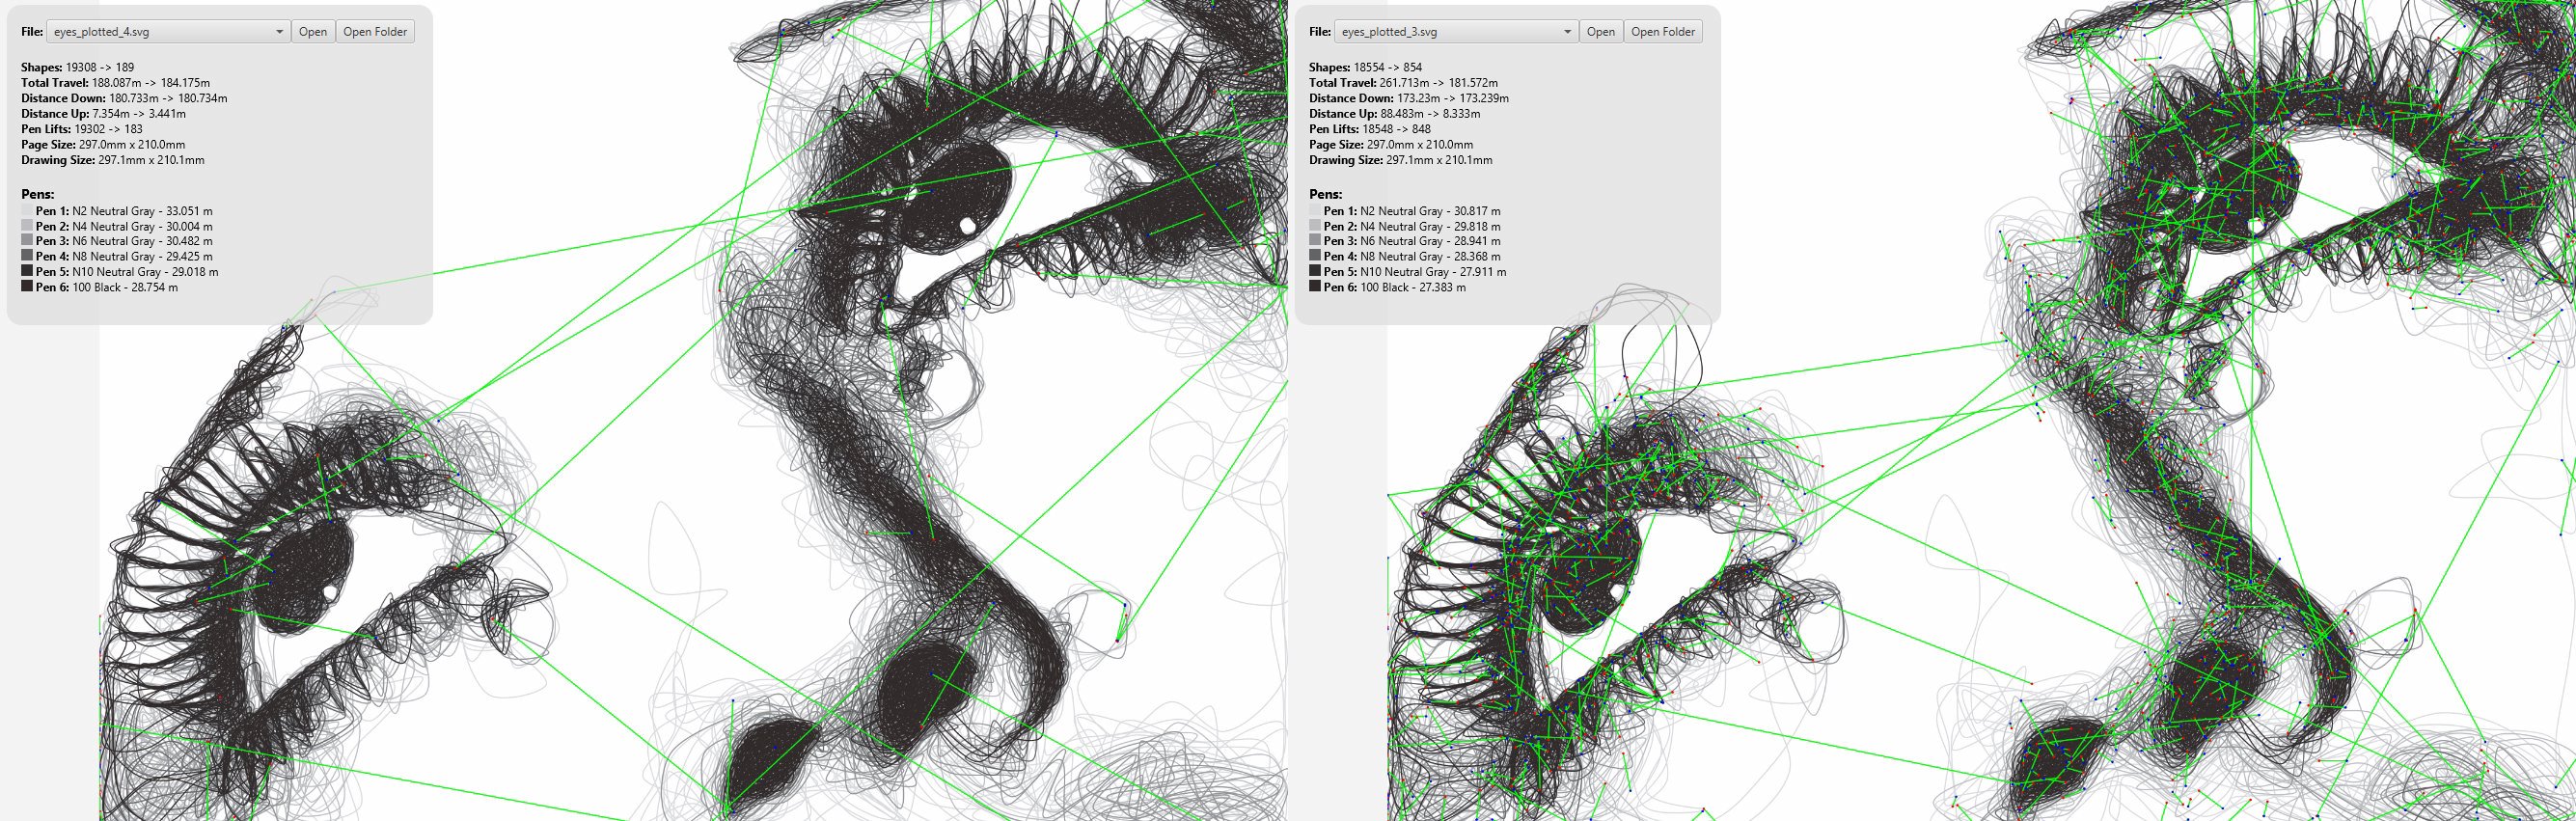 File: eyes_plotted_4.svg Open Open Folder
Shapes: 19308 -> 189
Total Travel: 188.087m -> 184.175m
Distance Down: 180.733m -> 180.734m
Distance Up: 7.354m -> 3.441m
Pen Lifts: 19302 -> 183
Page Size: 297.0mm x 210.0mm
Drawing Size: 297.1mm x 210.1mm
Pens:
Pen 1: N2 Neutral Gray - 33.051 m
Pen 2: N4 Neutral Gray - 30.004 m
Pen 3: N6 Neutral Gray - 30.482 m
Pen 4: N8 Neutral Gray - 29.425 m
Pen 5: N10 Neutral Gray - 29.018 m
Pen 6: 100 Black - 28.754 m
File: eyes_plotted_3.svg Open Open Folder
Shapes: 18554 -> 854
Total Travel: 261.713m -> 181.572m
Distance Down: 173.23m -> 173.239m
Distance Up: 88.483m -> 8.333m
Pen Lifts: 18548 -> 848
Page Size: 297.0mm x 210.0mm
Drawing Size: 297.1mm x 210.1mm
Pens:
Pen 1: N2 Neutral Gray - 30.817 m
Pen 2: N4 Neutral Gray - 29.818 m
Pen 3: N6 Neutral Gray - 28.941 m
Pen 4: N8 Neutral Gray - 28.368 m
Pen 5: N10 Neutral Gray - 27.911 m
Pen 6: 100 Black - 27.383 m